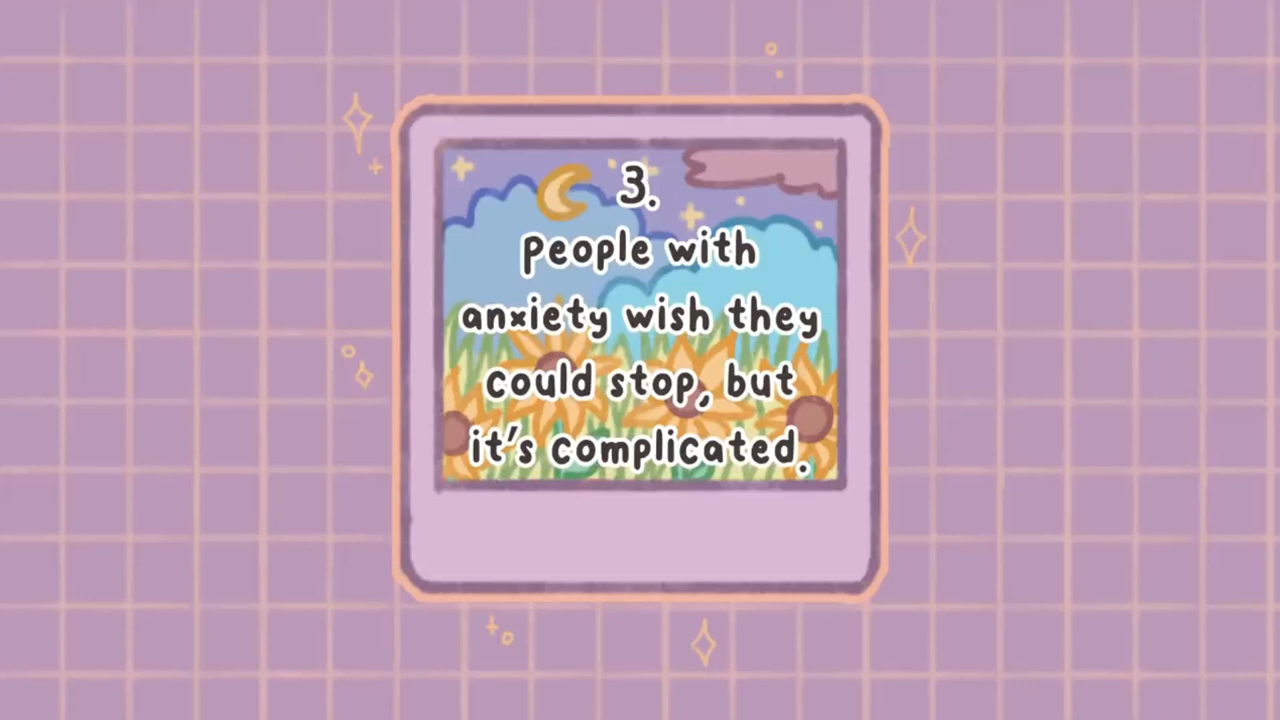 3.
people with
anxiety wish they
could stop, but
it's complicated.